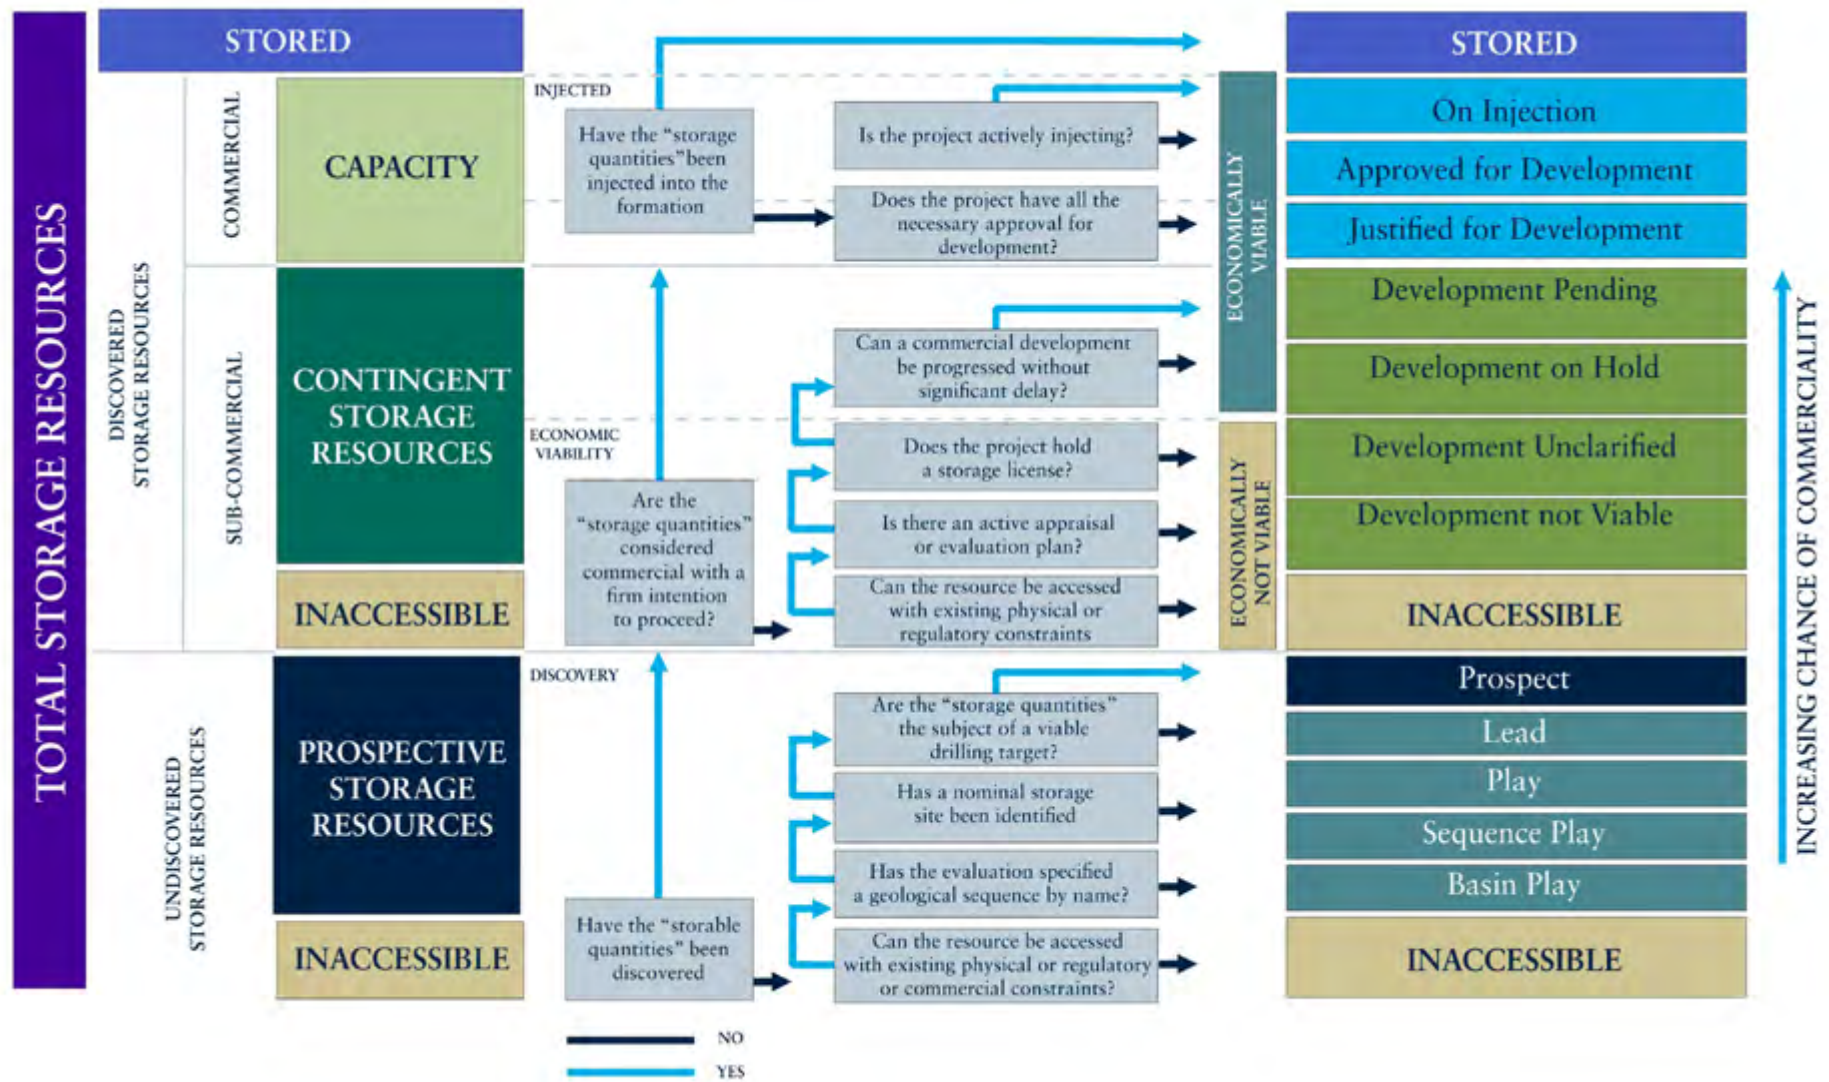 TOTAL STORAGE RESOURCES
STORED
DISCOVERED
STORAGE RESOURCES
COMMERCIAL
CAPACITY
SUB-COMMERCIAL
CONTINGENT
STORAGE
RESOURCES
INACCESSIBLE
UNDISCOVERED
STORAGE RESOURCES
PROSPECTIVE
STORAGE
RESOURCES
INACCESSIBLE
INJECTED
Have the “storage
quantities”been
injected into the
formation
Is the project actively injecting?
Does the project have all the
necessary approval for
development?
ECONOMIC
VIABILITY
Are the
“storage quantities”
considered
commercial with a
firm intention
to proceed?
Can a commercial development
be progressed without
significant delay?
Does the project hold
a storage license?
Is there an active appraisal
or evaluation plan?
Can the resource be accessed
with existing physical or
regulatory constraints
DISCOVERY
Have the “storable
quantities” been
discovered
Are the “storage quantities”
the subject of a viable
drilling target?
Has a nominal storage
site been identified
Has the evaluation specified
a geological sequence by name?
Can the resource be accessed
with existing physical or regulatory
or commercial constraints?
NO
YES
ECONOMICALLY
VIABLE
ECONOMICALLY
NOT VIABLE
STORED
On Injection
Approved for Development
Justified for Development
Development Pending
Development on Hold
Development Unclarified
Development not Viable
INACCESSIBLE
Prospect
Lead
Play
Sequence Play
Basin Play
INACCESSIBLE
INCREASING CHANCE OF COMMERCIALITY